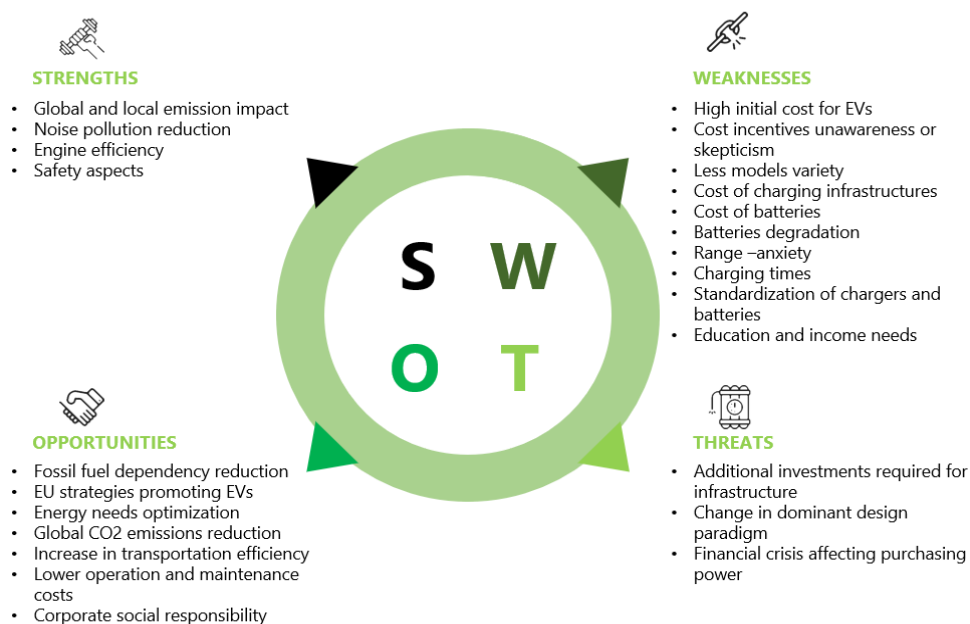 STRENGTHS
• Global and local emission impact
• Noise pollution reduction
• Engine efficiency
• Safety aspects
WEAKNESSES
• High initial cost for EVs
• Cost incentives unawareness or
skepticism
• Less models variety
• Cost of charging infrastructures
• Cost of batteries
• Batteries degradation
• Range –anxiety
• Charging times
• Standardization of chargers and
batteries
• Education and income needs
S W
O T
OPPORTUNITIES
• Fossil fuel dependency reduction
• EU strategies promoting EVs
• Energy needs optimization
• Global CO2 emissions reduction
• Increase in transportation efficiency
• Lower operation and maintenance
costs
• Corporate social responsibility
THREATS
• Additional investments required for
infrastructure
• Change in dominant design
paradigm
• Financial crisis affecting purchasing
power